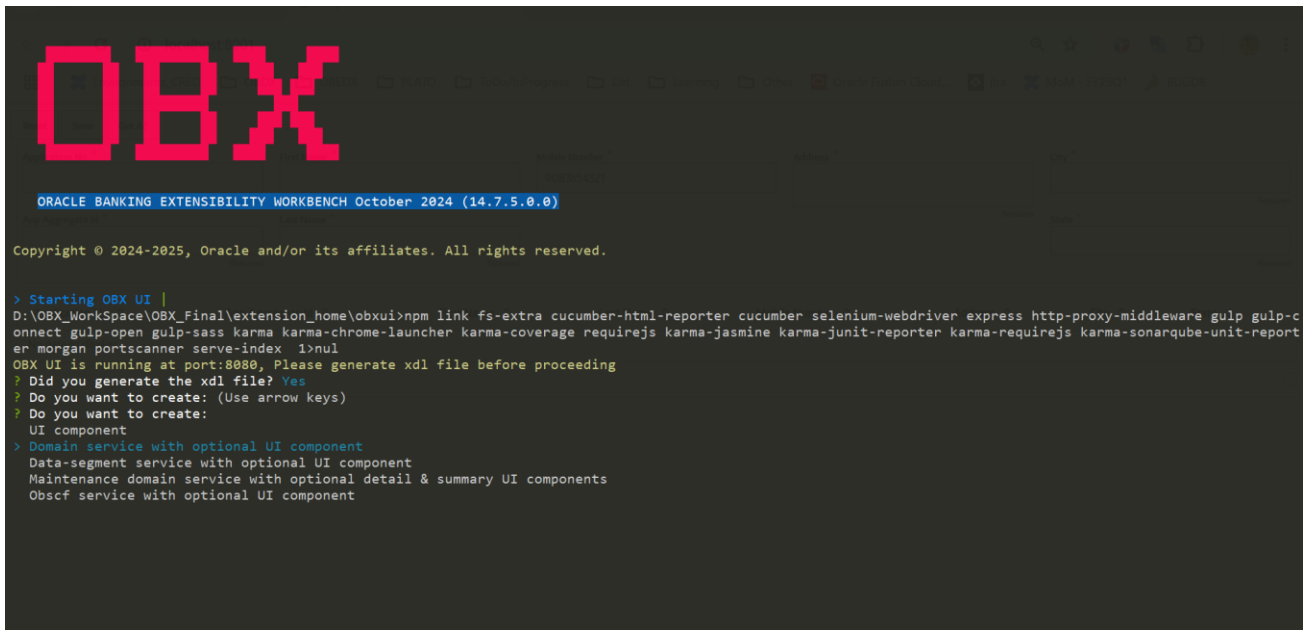 OBX
ORACLE BANKING EXTENSIBILITY WORKBENCH October 2024 (14.7.5.0.0)
Copyright © 2024-2025, Oracle and/or its affiliates. All rights reserved.
> Starting OBX UI |
D:\OBX_WorkSpace\OBX_Final\extension_home\obxui>npm link fs-extra cucumber-html-reporter cucumber selenium-webdriver express http-proxy-middleware gulp gulp-c
onnect gulp-open gulp-sass karma karma-chrome-launcher karma-coverage requirejs karma-jasmine karma-junit-reporter karma-requirejs karma-sonarqube-unit-report
er morgan portscanner serve-index  1>nul
OBX UI is running at port:8080, Please generate xdl file before proceeding
? Did you generate the xdl file? Yes
? Do you want to create: (Use arrow keys)
? Do you want to create:
UI component
> Domain service with optional UI component
Data-segment service with optional UI component
Maintenance domain service with optional detail & summary UI components
Obscf service with optional UI component